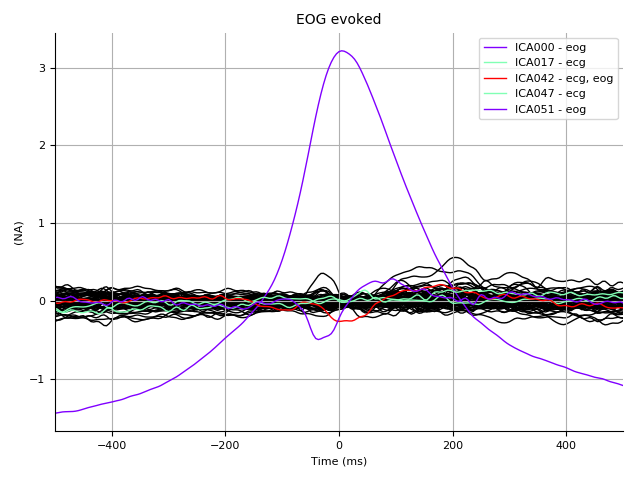 EOG evoked
ICA000 - eog
ICA017 - ecg
ICA042 - ecg, eog
ICA047 - ecg
ICA051 - eog
3
2
1
0
−1
(NA)
−400
−200
0
200
400
Time (ms)